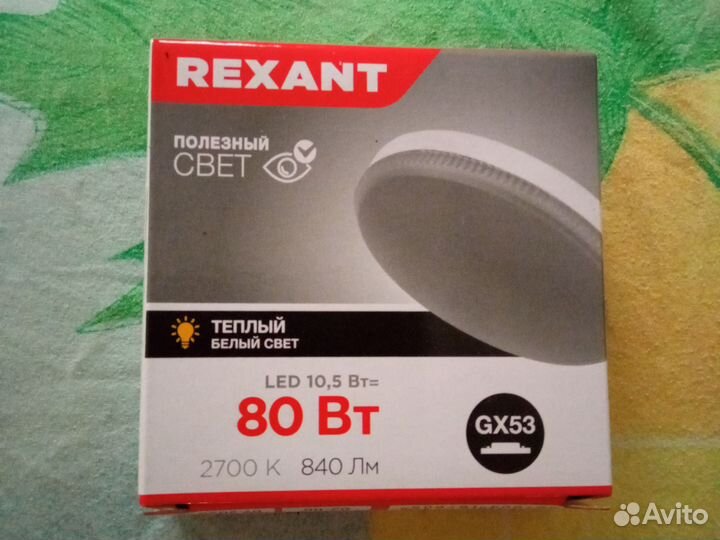 REXANT
ПОЛЕЗНЫЙ
СВЕТ
ТЕПЛЫЙ
БЕЛЫЙ СВЕТ
LED 10,5 Вт=
80 Вт
GX53
2700 К 840 Лм
Avito